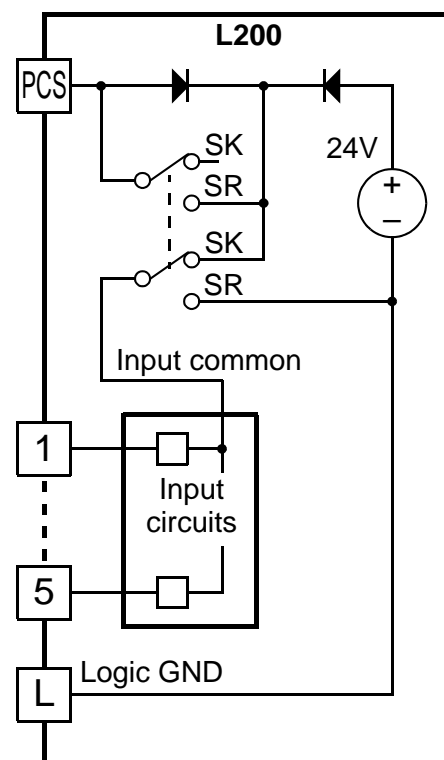 L200
PCS
SK
24V
SR
+
–
SK
SR
Input common
1
Input
circuits
5
Logic GND
L